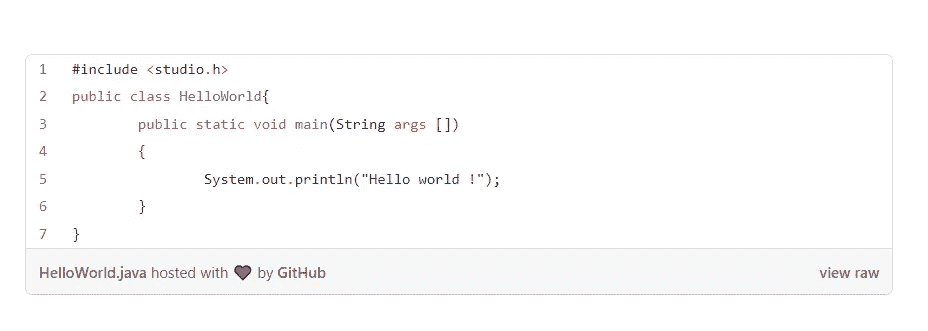 1 #include <studio.h>
2 public class HelloWorld{
3 public static void main(String args [])
4 {
5 System.out.println("Hello world !");
6 }
7 }
HelloWorld.java hosted with ❤ by GitHub view raw